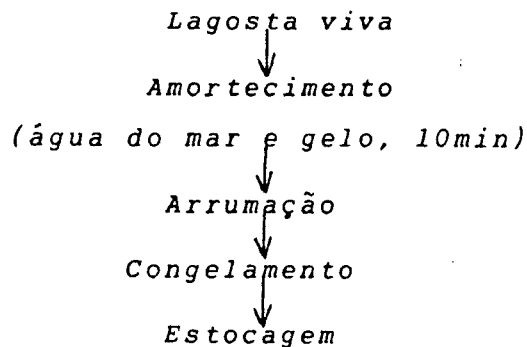 Lagosta viva
Amortecimento
(água do mar e gelo, 10min)
Arrumação
Congelamento
Estocagem